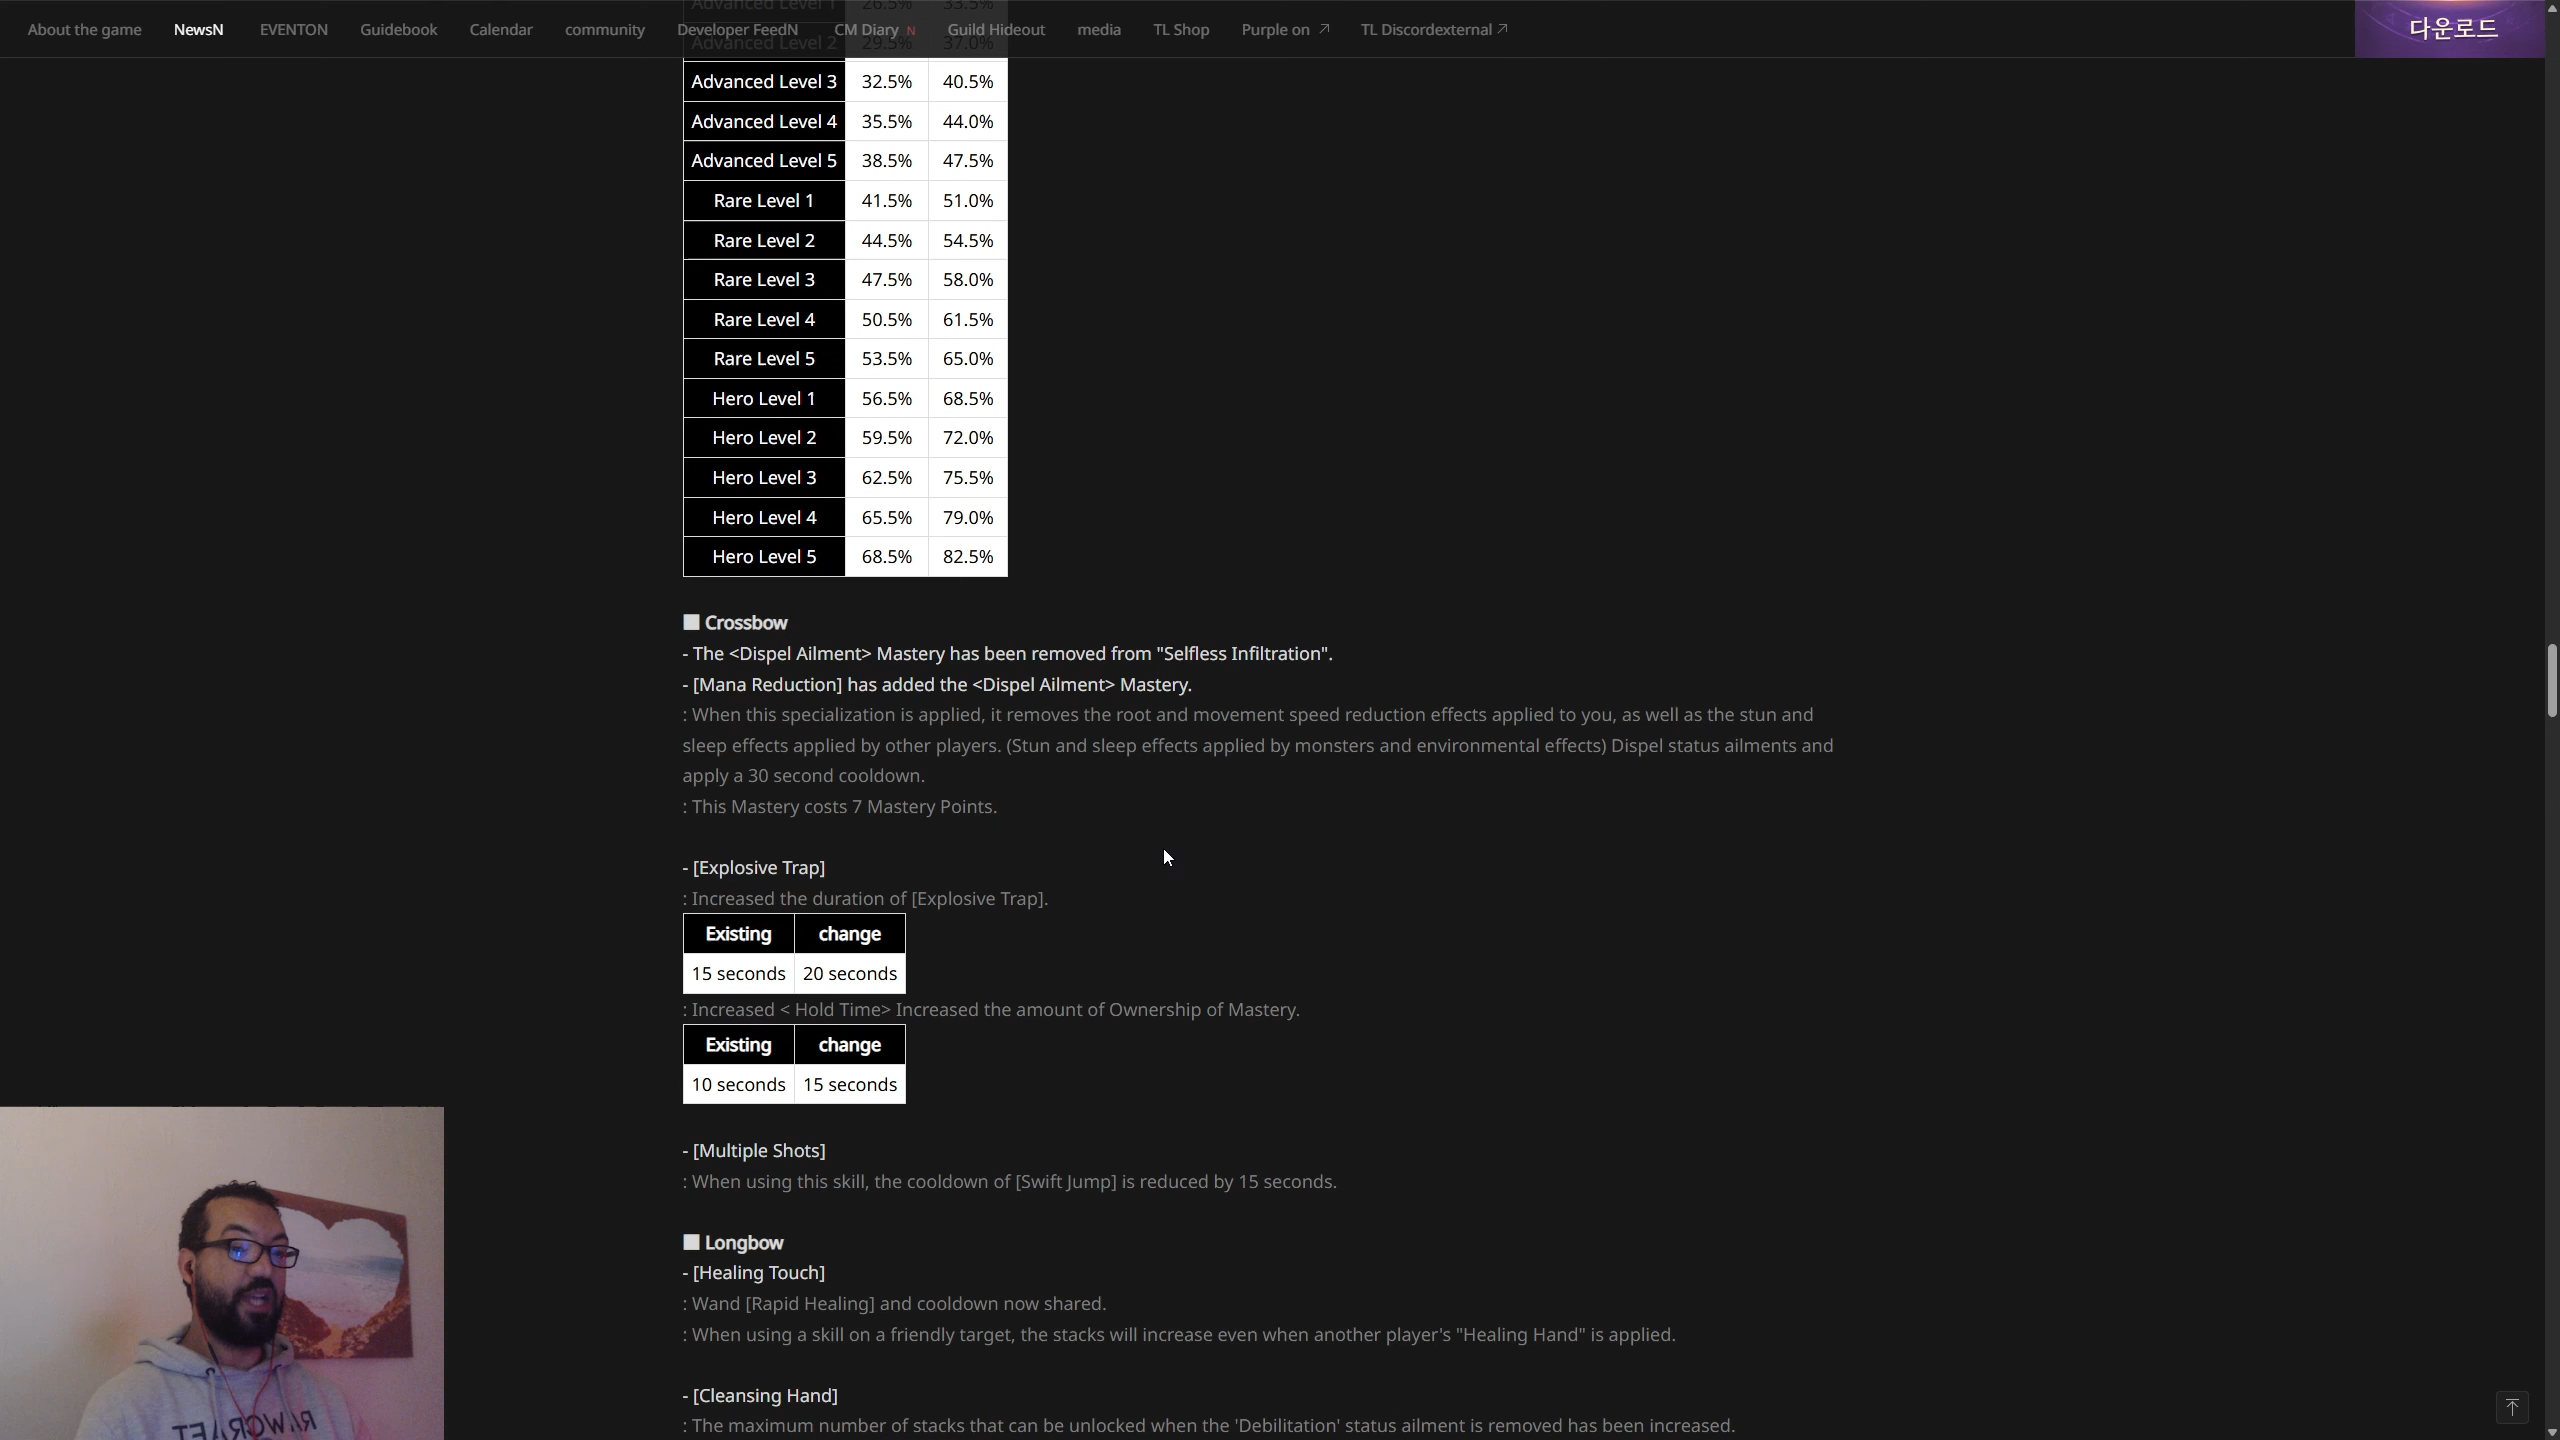 About the game NewsN EVENTON Guidebook Calendar community Developer FeedN CM Diary N Guild Hideout media TL Shop Purple on TL Discordexternal 다운로드
Advanced Level 1 26.5% 33.5%
Advanced Level 2 29.5% 37.0%
Advanced Level 3 32.5% 40.5%
Advanced Level 4 35.5% 44.0%
Advanced Level 5 38.5% 47.5%
Rare Level 1 41.5% 51.0%
Rare Level 2 44.5% 54.5%
Rare Level 3 47.5% 58.0%
Rare Level 4 50.5% 61.5%
Rare Level 5 53.5% 65.0%
Hero Level 1 56.5% 68.5%
Hero Level 2 59.5% 72.0%
Hero Level 3 62.5% 75.5%
Hero Level 4 65.5% 79.0%
Hero Level 5 68.5% 82.5%
■ Crossbow
- The <Dispel Ailment> Mastery has been removed from "Selfless Infiltration".
- [Mana Reduction] has added the <Dispel Ailment> Mastery.
: When this specialization is applied, it removes the root and movement speed reduction effects applied to you, as well as the stun and
sleep effects applied by other players. (Stun and sleep effects applied by monsters and environmental effects) Dispel status ailments and
apply a 30 second cooldown.
: This Mastery costs 7 Mastery Points.
- [Explosive Trap]
: Increased the duration of [Explosive Trap].
Existing change
15 seconds 20 seconds
: Increased < Hold Time> Increased the amount of Ownership of Mastery.
Existing change
10 seconds 15 seconds
- [Multiple Shots]
: When using this skill, the cooldown of [Swift Jump] is reduced by 15 seconds.
■ Longbow
- [Healing Touch]
: Wand [Rapid Healing] and cooldown now shared.
: When using a skill on a friendly target, the stacks will increase even when another player's "Healing Hand" is applied.
- [Cleansing Hand]
: The maximum number of stacks that can be unlocked when the 'Debilitation' status ailment is removed has been increased.